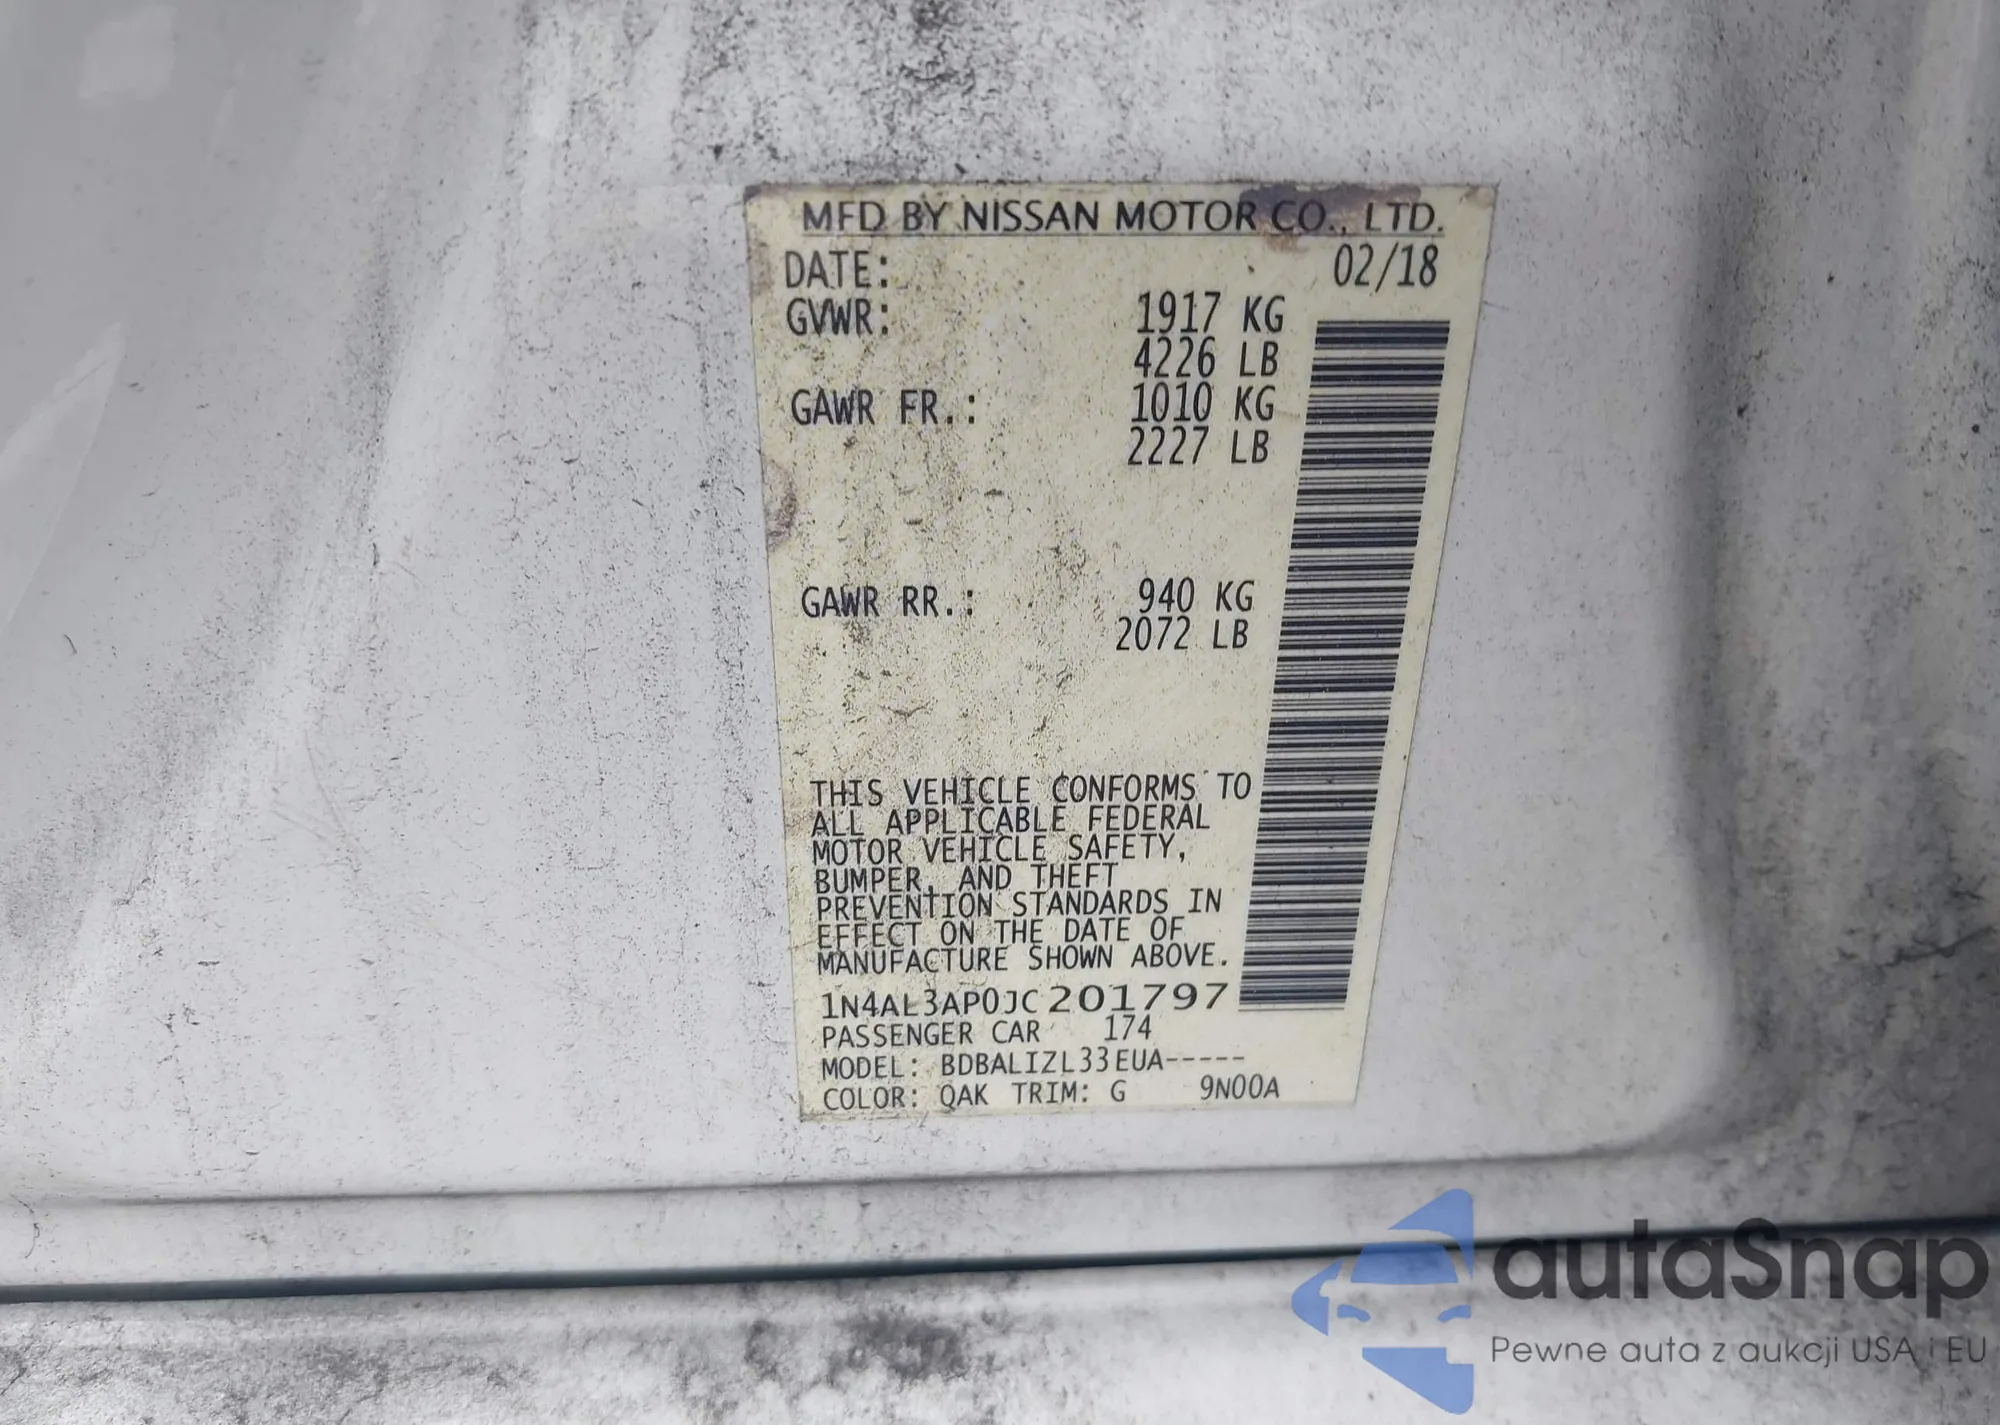 MFD BY NISSAN MOTOR CO., LTD.
DATE: 02/18
GVWR: 1917 KG
4226 LB
GAWR FR.: 1010 KG
2227 LB
GAWR RR.: 940 KG
2072 LB
THIS VEHICLE CONFORMS TO
ALL APPLICABLE FEDERAL
MOTOR VEHICLE SAFETY,
BUMPER, AND THEFT
PREVENTION STANDARDS IN
EFFECT ON THE DATE OF
MANUFACTURE SHOWN ABOVE.
1N4AL3AP0JC201797
PASSENGER CAR 174
MODEL: BDBALIZL33EUA-----
COLOR: QAK TRIM: G 9N00A
autaSnap
Pewne auta z aukcji USA i EU